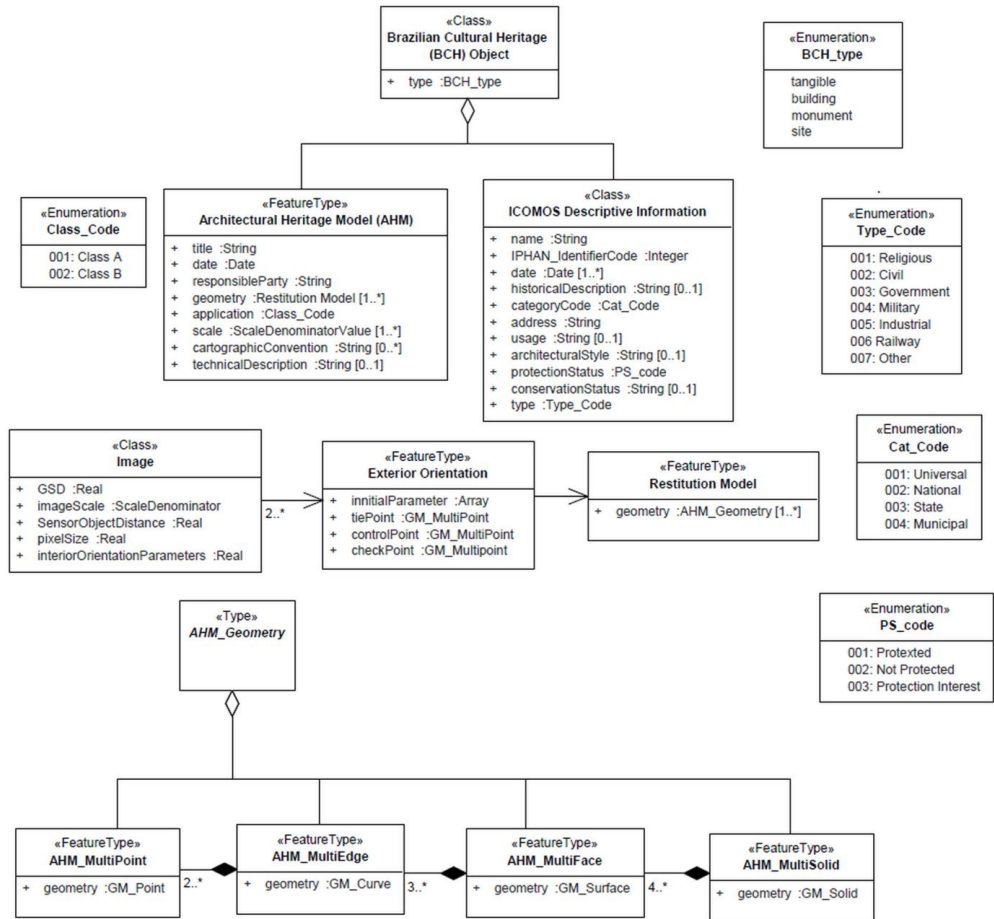 «Class»
Brazilian Cultural Heritage
(BCH) Object
+ type :BCH_type
«Enumeration»
BCH_type
tangible
building
monument
site
«Enumeration»
Class_Code
001: Class A
002: Class B
«FeatureType»
Architectural Heritage Model (AHM)
+ title :String
+ date :Date
+ responsibleParty :String
+ geometry :Restitution Model [1..*]
+ application :Class_Code
+ scale :ScaleDenominatorValue [1..*]
+ cartographicConvention :String [0..*]
+ technicalDescription :String [0..1]
«Class»
ICOMOS Descriptive Information
+ name :String
+ IPHAN_IdentifierCode :Integer
+ date :Date [1..*]
+ historicalDescription :String [0..1]
+ categoryCode :Cat_Code
+ address :String
+ usage :String [0..1]
+ architecturalStyle :String [0..1]
+ protectionStatus :PS_code
+ conservationStatus :String [0..1]
+ type :Type_Code
«Enumeration»
Type_Code
001: Religious
002: Civil
003: Government
004: Military
005: Industrial
006 Railway
007: Other
«Class»
Image
+ GSD :Real
+ imageScale :ScaleDenominator
+ SensorObjectDistance :Real
+ pixelSize :Real
+ interiorOrientationParameters :Real
2..*
«FeatureType»
Exterior Orientation
+ innitialParameter :Array
+ tiePoint :GM_MultiPoint
+ controlPoint :GM_MultiPoint
+ checkPoint :GM_Multipoint
«FeatureType»
Restitution Model
+ geometry :AHM_Geometry [1..*]
«Enumeration»
Cat_Code
001: Universal
002: National
003: State
004: Municipal
«Type»
AHM_Geometry
«Enumeration»
PS_code
001: Protexted
002: Not Protected
003: Protection Interest
«FeatureType»
AHM_MultiPoint
+ geometry :GM_Point
2..*
«FeatureType»
AHM_MultiEdge
+ geometry :GM_Curve
3..*
«FeatureType»
AHM_MultiFace
+ geometry :GM_Surface
4..*
«FeatureType»
AHM_MultiSolid
+ geometry :GM_Solid